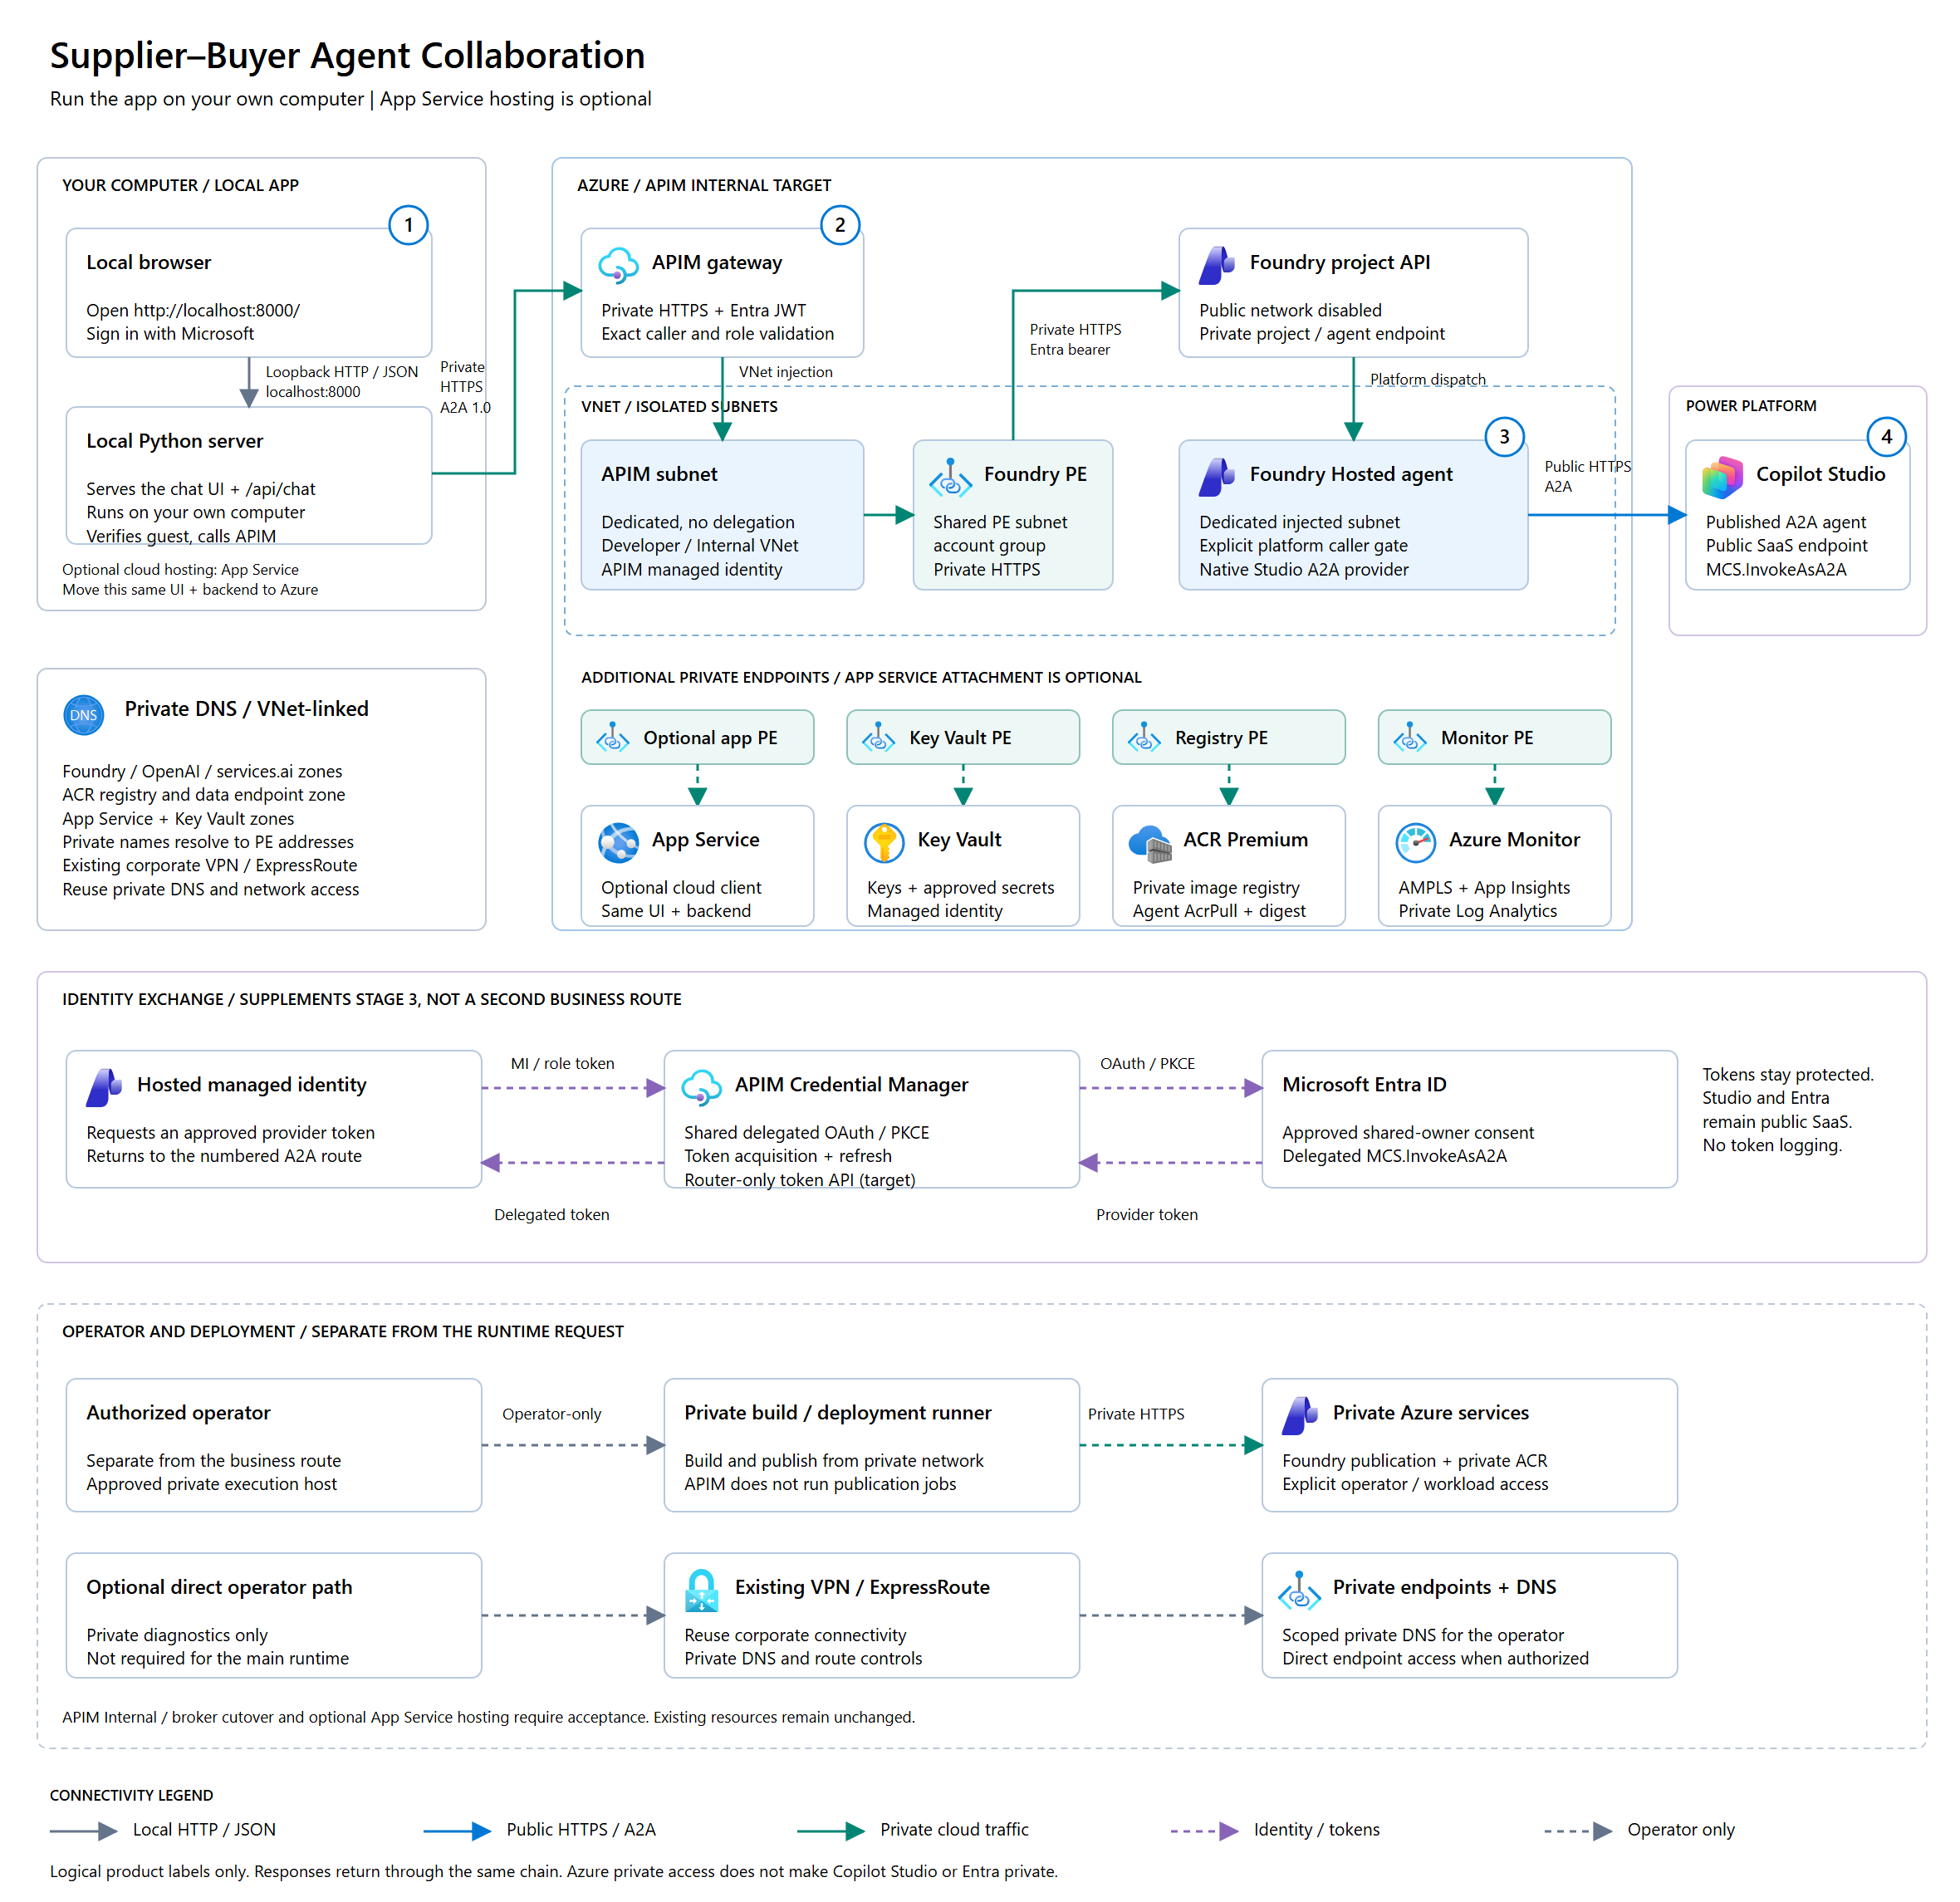 Supplier–Buyer Agent Collaboration
Run the app on your own computer | App Service hosting is optional
YOUR COMPUTER / LOCAL APP
1
Local browser
Open http://localhost:8000/
Sign in with Microsoft
Loopback HTTP / JSON
localhost:8000
Private
HTTPS
A2A 1.0
Local Python server
Serves the chat UI + /api/chat
Runs on your own computer
Verifies guest, calls APIM
Optional cloud hosting: App Service
Move this same UI + backend to Azure
AZURE / APIM INTERNAL TARGET
2
APIM gateway
Private HTTPS + Entra JWT
Exact caller and role validation
VNet injection
Private HTTPS
Entra bearer
Foundry project API
Public network disabled
Private project / agent endpoint
Platform dispatch
VNET / ISOLATED SUBNETS
APIM subnet
Dedicated, no delegation
Developer / Internal VNet
APIM managed identity
Foundry PE
Shared PE subnet
account group
Private HTTPS
3
Foundry Hosted agent
Dedicated injected subnet
Explicit platform caller gate
Native Studio A2A provider
Public HTTPS
A2A
POWER PLATFORM
4
Copilot Studio
Published A2A agent
Public SaaS endpoint
MCS.InvokeAsA2A
DNS
Private DNS / VNet-linked
Foundry / OpenAI / services.ai zones
ACR registry and data endpoint zone
App Service + Key Vault zones
Private names resolve to PE addresses
Existing corporate VPN / ExpressRoute
Reuse private DNS and network access
ADDITIONAL PRIVATE ENDPOINTS / APP SERVICE ATTACHMENT IS OPTIONAL
Optional app PE
Key Vault PE
Registry PE
Monitor PE
App Service
Optional cloud client
Same UI + backend
Key Vault
Keys + approved secrets
Managed identity
ACR Premium
Private image registry
Agent AcrPull + digest
Azure Monitor
AMPLS + App Insights
Private Log Analytics
IDENTITY EXCHANGE / SUPPLEMENTS STAGE 3, NOT A SECOND BUSINESS ROUTE
Hosted managed identity
Requests an approved provider token
Returns to the numbered A2A route
MI / role token
Delegated token
APIM Credential Manager
Shared delegated OAuth / PKCE
Token acquisition + refresh
Router-only token API (target)
OAuth / PKCE
Provider token
Microsoft Entra ID
Approved shared-owner consent
Delegated MCS.InvokeAsA2A
Tokens stay protected.
Studio and Entra
remain public SaaS.
No token logging.
OPERATOR AND DEPLOYMENT / SEPARATE FROM THE RUNTIME REQUEST
Authorized operator
Separate from the business route
Approved private execution host
Operator-only
Private build / deployment runner
Build and publish from private network
APIM does not run publication jobs
Private HTTPS
Private Azure services
Foundry publication + private ACR
Explicit operator / workload access
Optional direct operator path
Private diagnostics only
Not required for the main runtime
Existing VPN / ExpressRoute
Reuse corporate connectivity
Private DNS and route controls
Private endpoints + DNS
Scoped private DNS for the operator
Direct endpoint access when authorized
APIM Internal / broker cutover and optional App Service hosting require acceptance. Existing resources remain unchanged.
CONNECTIVITY LEGEND
Local HTTP / JSON
Public HTTPS / A2A
Private cloud traffic
Identity / tokens
Operator only
Logical product labels only. Responses return through the same chain. Azure private access does not make Copilot Studio or Entra private.